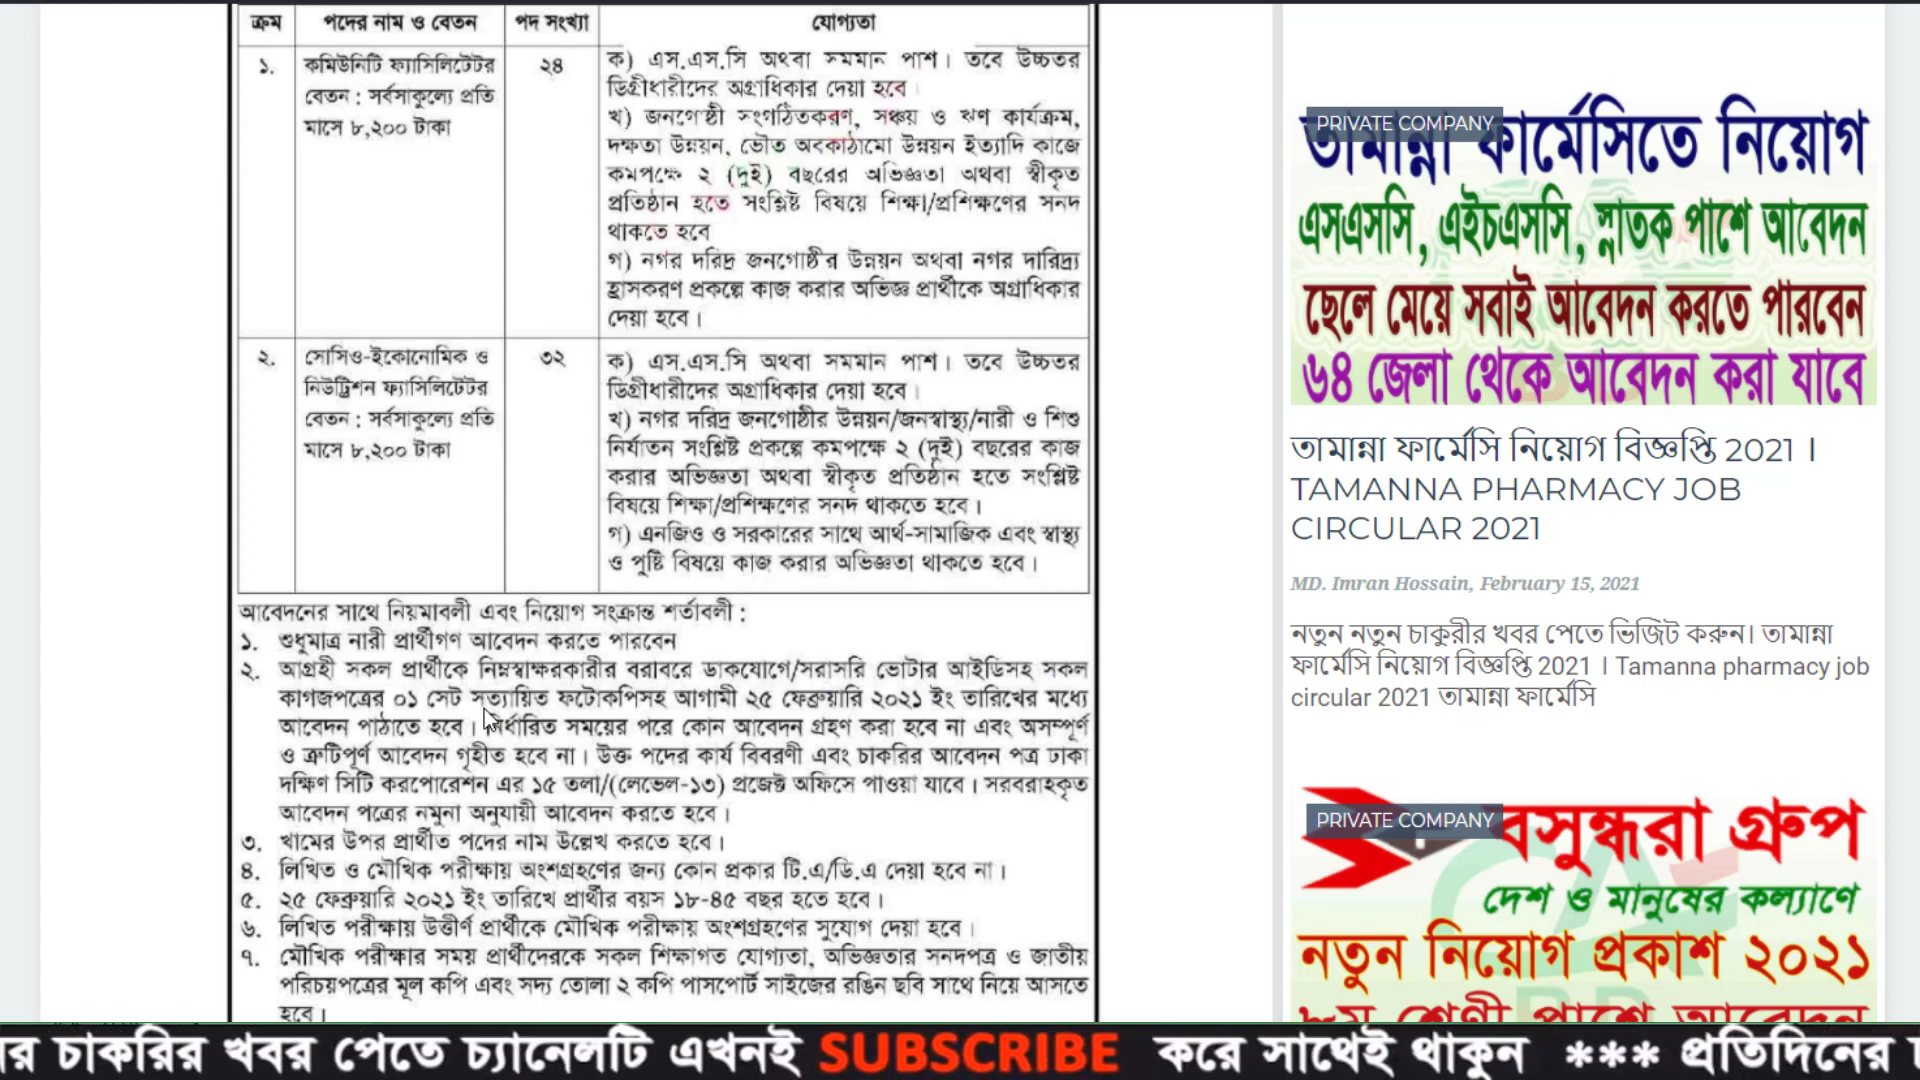 ক্রম পদের নাম ও বেতন পদ সংখ্যা যোগ্যতা
১. কমিউনিটি ফ্যাসিলিটেটর
বেতন : সর্বসাকুল্যে প্রতি
মাসে ৮,২০০ টাকা
২৪
ক) এস.এস.সি অথবা সমমান পাশ। তবে উচ্চতর
ডিগ্রীধারীদের অগ্রাধিকার দেয়া হবে।
খ) জনগোষ্ঠী সংগঠিতকরণ, সঞ্চয় ও ঋণ কার্যক্রম,
দক্ষতা উন্নয়ন, ভৌত অবকাঠামো উন্নয়ন ইত্যাদি কাজে
কমপক্ষে ২ (দুই) বছরের অভিজ্ঞতা অথবা স্বীকৃত
প্রতিষ্ঠান হতে সংশ্লিষ্ট বিষয়ে শিক্ষা/প্রশিক্ষণের সনদ
থাকতে হবে
গ) নগর দরিদ্র জনগোষ্ঠীর উন্নয়ন অথবা নগর দারিদ্র্য
হ্রাসকরণ প্রকল্পে কাজ করার অভিজ্ঞ প্রার্থীকে অগ্রাধিকার
দেয়া হবে।
২. সোসিও-ইকোনোমিক ও
নিউট্রিশন ফ্যাসিলিটেটর
বেতন : সর্বসাকুল্যে প্রতি
মাসে ৮,২০০ টাকা
৩২
ক) এস.এস.সি অথবা সমমান পাশ। তবে উচ্চতর
ডিগ্রীধারীদের অগ্রাধিকার দেয়া হবে।
খ) নগর দরিদ্র জনগোষ্ঠীর উন্নয়ন/জনস্বাস্থ্য/নারী ও শিশু
নির্যাতন সংশ্লিষ্ট প্রকল্পে কমপক্ষে ২ (দুই) বছরের কাজ
করার অভিজ্ঞতা অথবা স্বীকৃত প্রতিষ্ঠান হতে সংশ্লিষ্ট
বিষয়ে শিক্ষা/প্রশিক্ষণের সনদ থাকতে হবে।
গ) এনজিও ও সরকারের সাথে আর্থ-সামাজিক এবং স্বাস্থ্য
ও পুষ্টি বিষয়ে কাজ করার অভিজ্ঞতা থাকতে হবে।
আবেদনের সাথে নিয়মাবলী এবং নিয়োগ সংক্রান্ত শর্তাবলী :
১. শুধুমাত্র নারী প্রার্থীগণ আবেদন করতে পারবেন
২. আগ্রহী সকল প্রার্থীকে নিম্নস্বাক্ষরকারীর বরাবরে ডাকযোগে/সরাসরি ভোটার আইডিসহ সকল
কাগজপত্রের ০১ সেট সত্যায়িত ফটোকপিসহ আগামী ২৫ ফেব্রুয়ারি ২০২১ ইং তারিখের মধ্যে
আবেদন পাঠাতে হবে। নির্ধারিত সময়ের পরে কোন আবেদন গ্রহণ করা হবে না এবং অসম্পূর্ণ
ও ত্রুটিপূর্ণ আবেদন গৃহীত হবে না। উক্ত পদের কার্য বিবরণী এবং চাকরির আবেদন পত্র ঢাকা
দক্ষিণ সিটি করপোরেশন এর ১৫ তলা/(লেভেল-১৩) প্রজেক্ট অফিসে পাওয়া যাবে। সরবরাহকৃত
আবেদন পত্রের নমুনা অনুযায়ী আবেদন করতে হবে।
৩. খামের উপর প্রার্থীত পদের নাম উল্লেখ করতে হবে।
৪. লিখিত ও মৌখিক পরীক্ষায় অংশগ্রহণের জন্য কোন প্রকার টি.এ/ডি.এ দেয়া হবে না।
৫. ২৫ ফেব্রুয়ারি ২০২১ ইং তারিখে প্রার্থীর বয়স ১৮-৪৫ বছর হতে হবে।
৬. লিখিত পরীক্ষায় উত্তীর্ণ প্রার্থীকে মৌখিক পরীক্ষায় অংশগ্রহণের সুযোগ দেয়া হবে।
৭. মৌখিক পরীক্ষার সময় প্রার্থীদেরকে সকল শিক্ষাগত যোগ্যতা, অভিজ্ঞতার সনদপত্র ও জাতীয়
পরিচয়পত্রের মূল কপি এবং সদ্য তোলা ২ কপি পাসপোর্ট সাইজের রঙিন ছবি সাথে নিয়ে আসতে
হবে।
PRIVATE COMPANY
তামান্না ফার্মেসিতে নিয়োগ
এসএসসি, এইচএসসি, স্নাতক পাশে আবেদন
ছেলে মেয়ে সবাই আবেদন করতে পারবেন
৬৪ জেলা থেকে আবেদন করা যাবে
তামান্না ফার্মেসি নিয়োগ বিজ্ঞপ্তি 2021 ।
TAMANNA PHARMACY JOB
CIRCULAR 2021
MD. Imran Hossain, February 15, 2021
নতুন নতুন চাকুরীর খবর পেতে ভিজিট করুন। তামান্না
ফার্মেসি নিয়োগ বিজ্ঞপ্তি 2021 । Tamanna pharmacy job
circular 2021 তামান্না ফার্মেসি
PRIVATE COMPANY
বসুন্ধরা গ্রুপ
দেশ ও মানুষের কল্যাণে
নতুন নিয়োগ প্রকাশ ২০২১
৮ম শ্রেণী পাশে আবেদন
র চাকরির খবর পেতে চ্যানেলটি এখনই SUBSCRIBE করে সাথেই থাকুন *** প্রতিদিনের